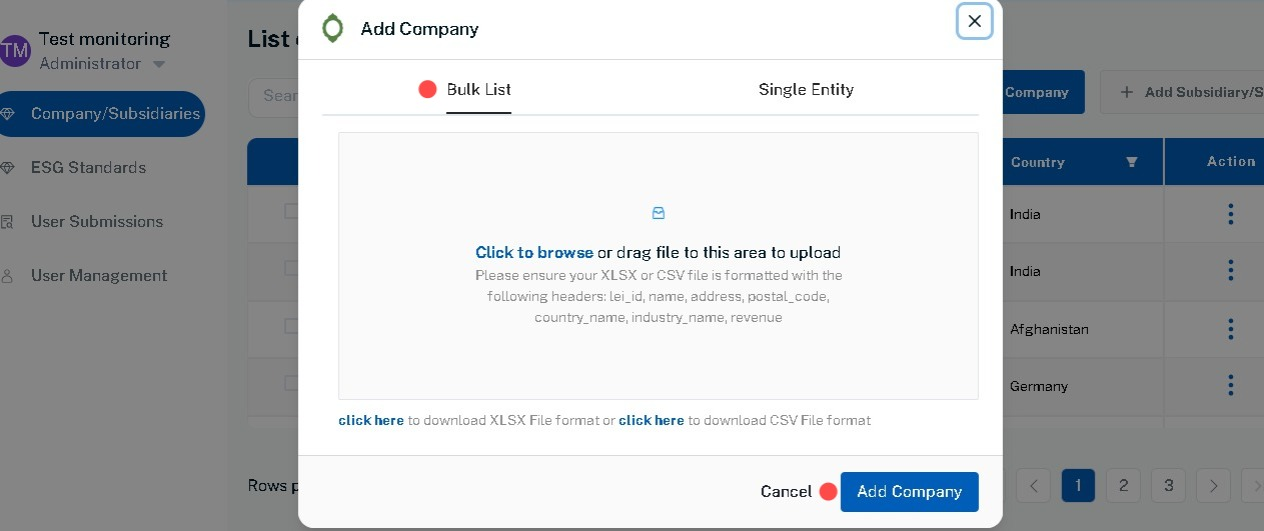 TM
Test monitoring
Administrator
Company/Subsidiaries
ESG Standards
User Submissions
User Management
List
Add Company
Bulk List
Single Entity
Click to browse or drag file to this area to upload
Please ensure your XLSX or CSV file is formatted with the
following headers: lei_id, name, address, postal_code,
country_name, industry_name, revenue
click here to download XLSX File format or click here to download CSV File format
Cancel
Add Company
Company
+ Add Subsidiary/S
Country
Action
India
India
Afghanistan
Germany
Rows
1
2
3